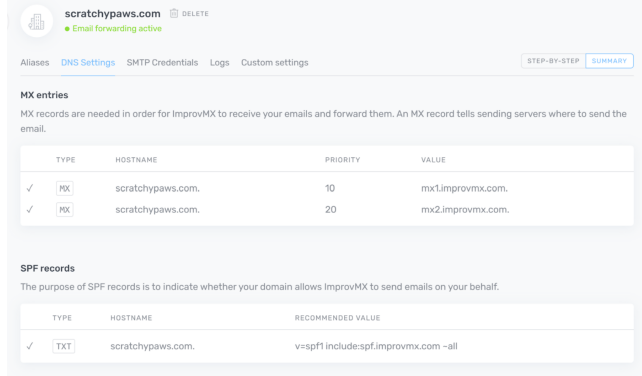 scratchypaws.com DELETE
Email forwarding active
Aliases DNS Settings SMTP Credentials Logs Custom settings STEP-BY-STEP SUMMARY
MX entries
MX records are needed in order for ImprovMX to receive your emails and forward them. An MX record tells sending servers where to send the
email.
TYPE HOSTNAME PRIORITY VALUE
✓ MX scratchypaws.com. 10 mx1.improvmx.com.
✓ MX scratchypaws.com. 20 mx2.improvmx.com.
SPF records
The purpose of SPF records is to indicate whether your domain allows ImprovMX to send emails on your behalf.
TYPE HOSTNAME RECOMMENDED VALUE
✓ TXT scratchypaws.com. v=spf1 include:spf.improvmx.com ~all